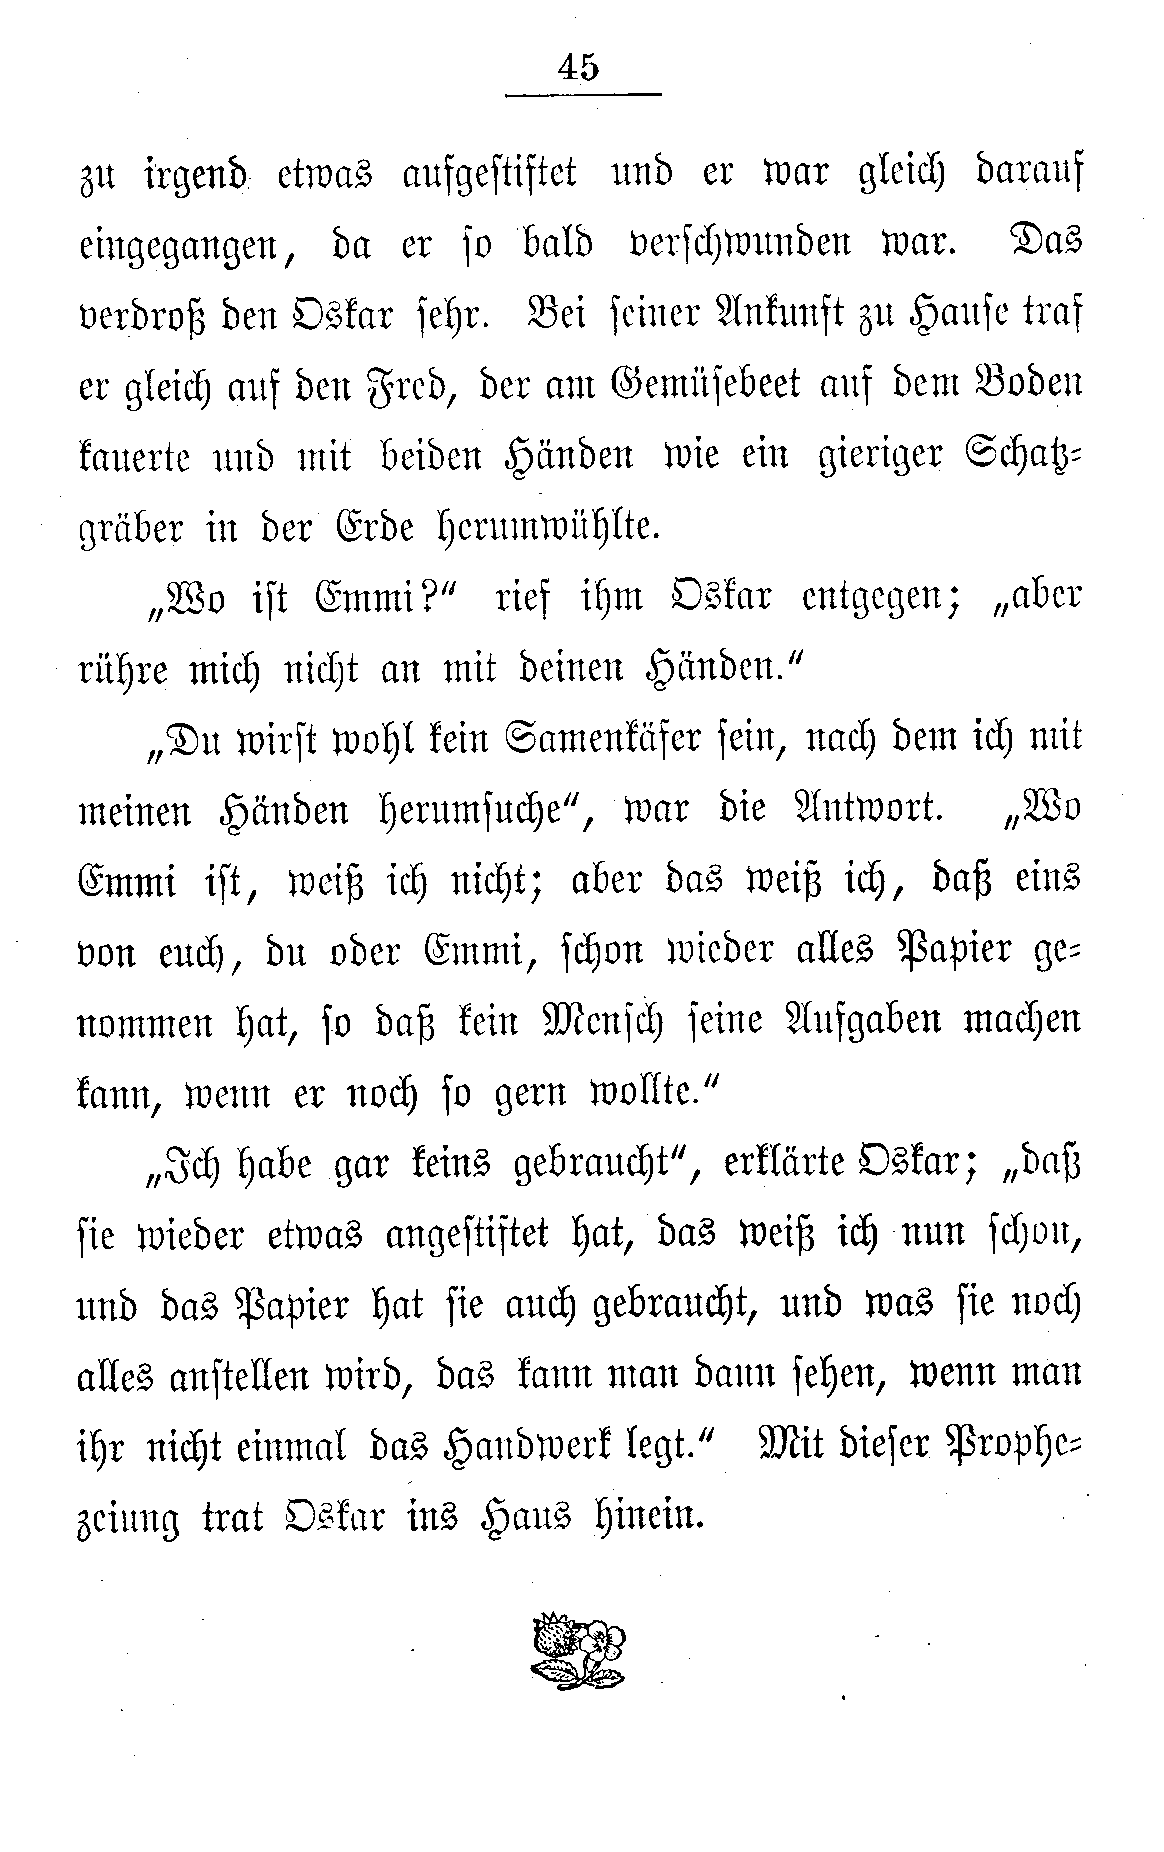 45
zu irgend etwas aufgestiftet und er war gleich darauf
eingegangen, da er so bald verschwunden war. Das
verdroß den Oskar sehr. Bei seiner Ankunft zu Hause traf
er gleich auf den Fred, der am Gemüsebeet auf dem Boden
kauerte und mit beiden Händen wie ein gieriger Schatz-
gräber in der Erde herumwühlte.
„Wo ist Emmi?“ rief ihm Oskar entgegen; „aber
rühre mich nicht an mit deinen Händen.“
„Du wirst wohl kein Samenkäfer sein, nach dem ich mit
meinen Händen herumsuche“, war die Antwort. „Wo
Emmi ist, weiß ich nicht; aber das weiß ich, daß eins
von euch, du oder Emmi, schon wieder alles Papier ge-
nommen hat, so daß kein Mensch seine Aufgaben machen
kann, wenn er noch so gern wollte.“
„Ich habe gar keins gebraucht“, erklärte Oskar; „daß
sie wieder etwas angestiftet hat, das weiß ich nun schon,
und das Papier hat sie auch gebraucht, und was sie noch
alles anstellen wird, das kann man dann sehen, wenn man
ihr nicht einmal das Handwerk legt.“ Mit dieser Prophe-
zeiung trat Oskar ins Haus hinein.